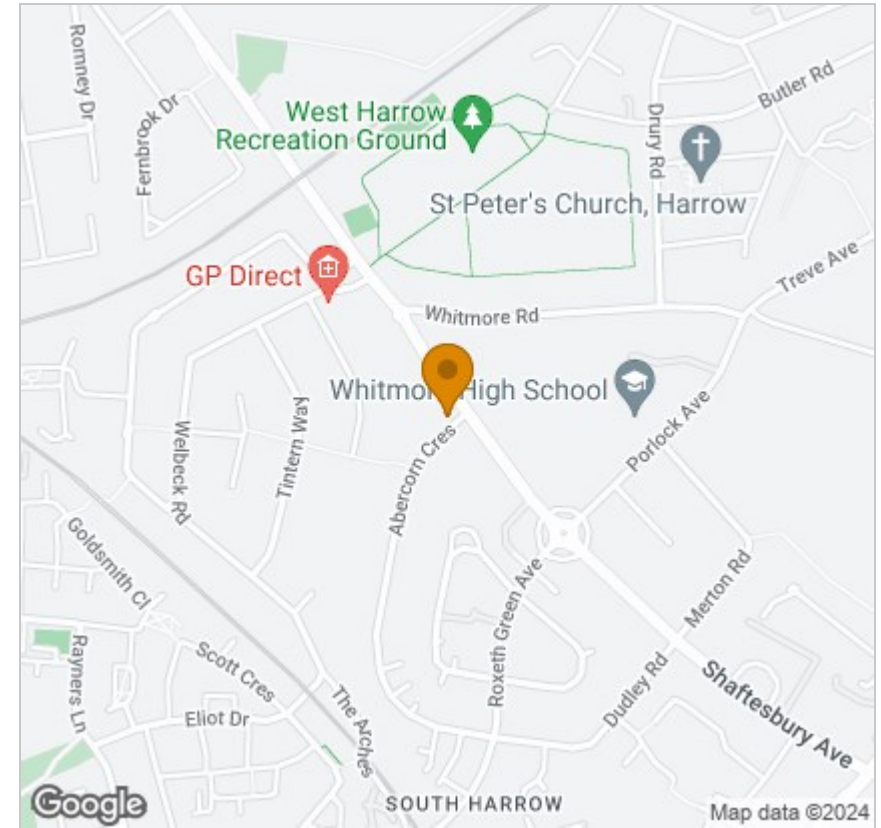 Romney Dr
Fernbrook Dr
West Harrow
Recreation Ground
Drury Rd
Butler Rd
St Peter's Church, Harrow
GP Direct
Treve Ave
Whitmore Rd
Whitmor High School
Porlock Ave
Welbeck Rd
Tintern Way
Abercorn Cres
Goldsmith Cl
Roxeth Green Ave
Merton Rd
Rayners Ln
Scott Cres
Dudley Rd
Shaftesbury Ave
Eliot Dr
The Arches
SOUTH HARROW
Google
Map data ©2024